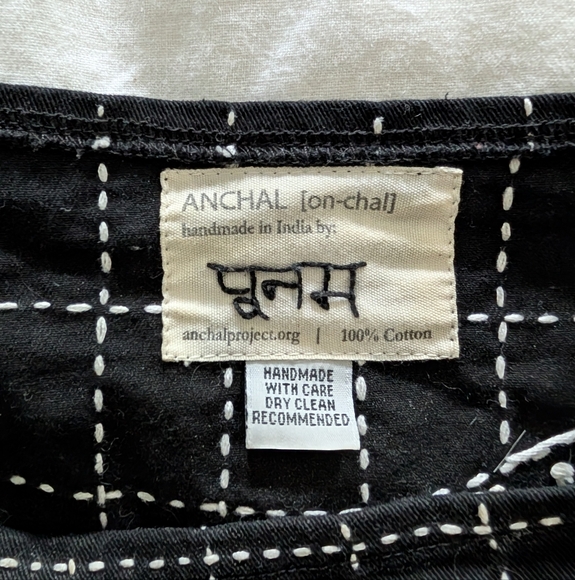 ANCHAL [on-chal]
handmade in India by:
पूनम
anchalproject.org | 100% Cotton
HANDMADE
WITH CARE
DRY CLEAN
RECOMMENDED